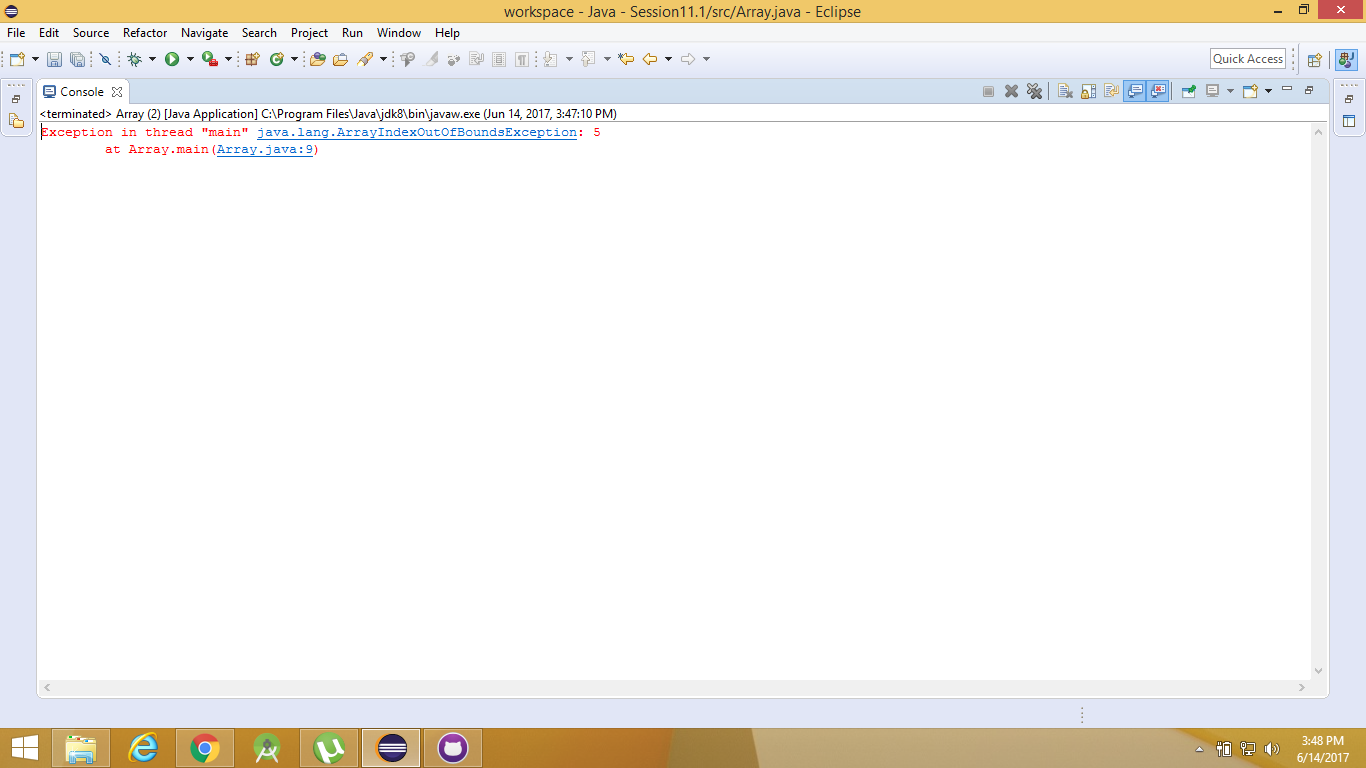 workspace - Java - Session11.1/src/Array.java - Eclipse
File Edit Source Refactor Navigate Search Project Run Window Help
Quick Access
Console
<terminated> Array (2) [Java Application] C:\Program Files\Java\jdk8\bin\javaw.exe (Jun 14, 2017, 3:47:10 PM)
Exception in thread "main" java.lang.ArrayIndexOutOfBoundsException: 5
at Array.main(Array.java:9)
3:48 PM
6/14/2017